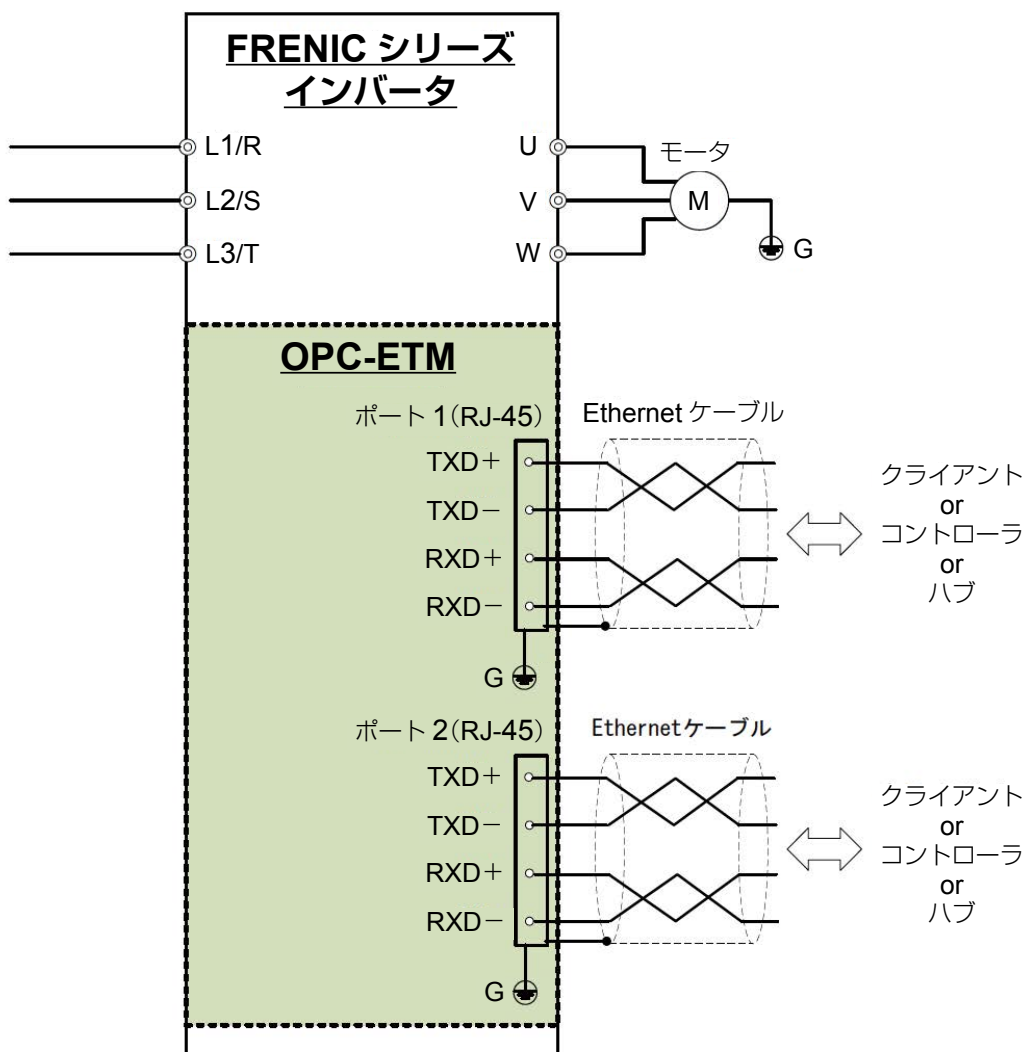 FRENIC シリーズ
インバータ
L1/R
U
モータ
L2/S
V
M
L3/T
W
G
OPC-ETM
ポート 1(RJ-45)
Ethernet ケーブル
TXD+
TXD−
RXD+
RXD−
G
クライアント
or
コントローラ
or
ハブ
ポート 2(RJ-45)
Ethernetケーブル
TXD+
TXD−
RXD+
RXD−
G
クライアント
or
コントローラ
or
ハブ